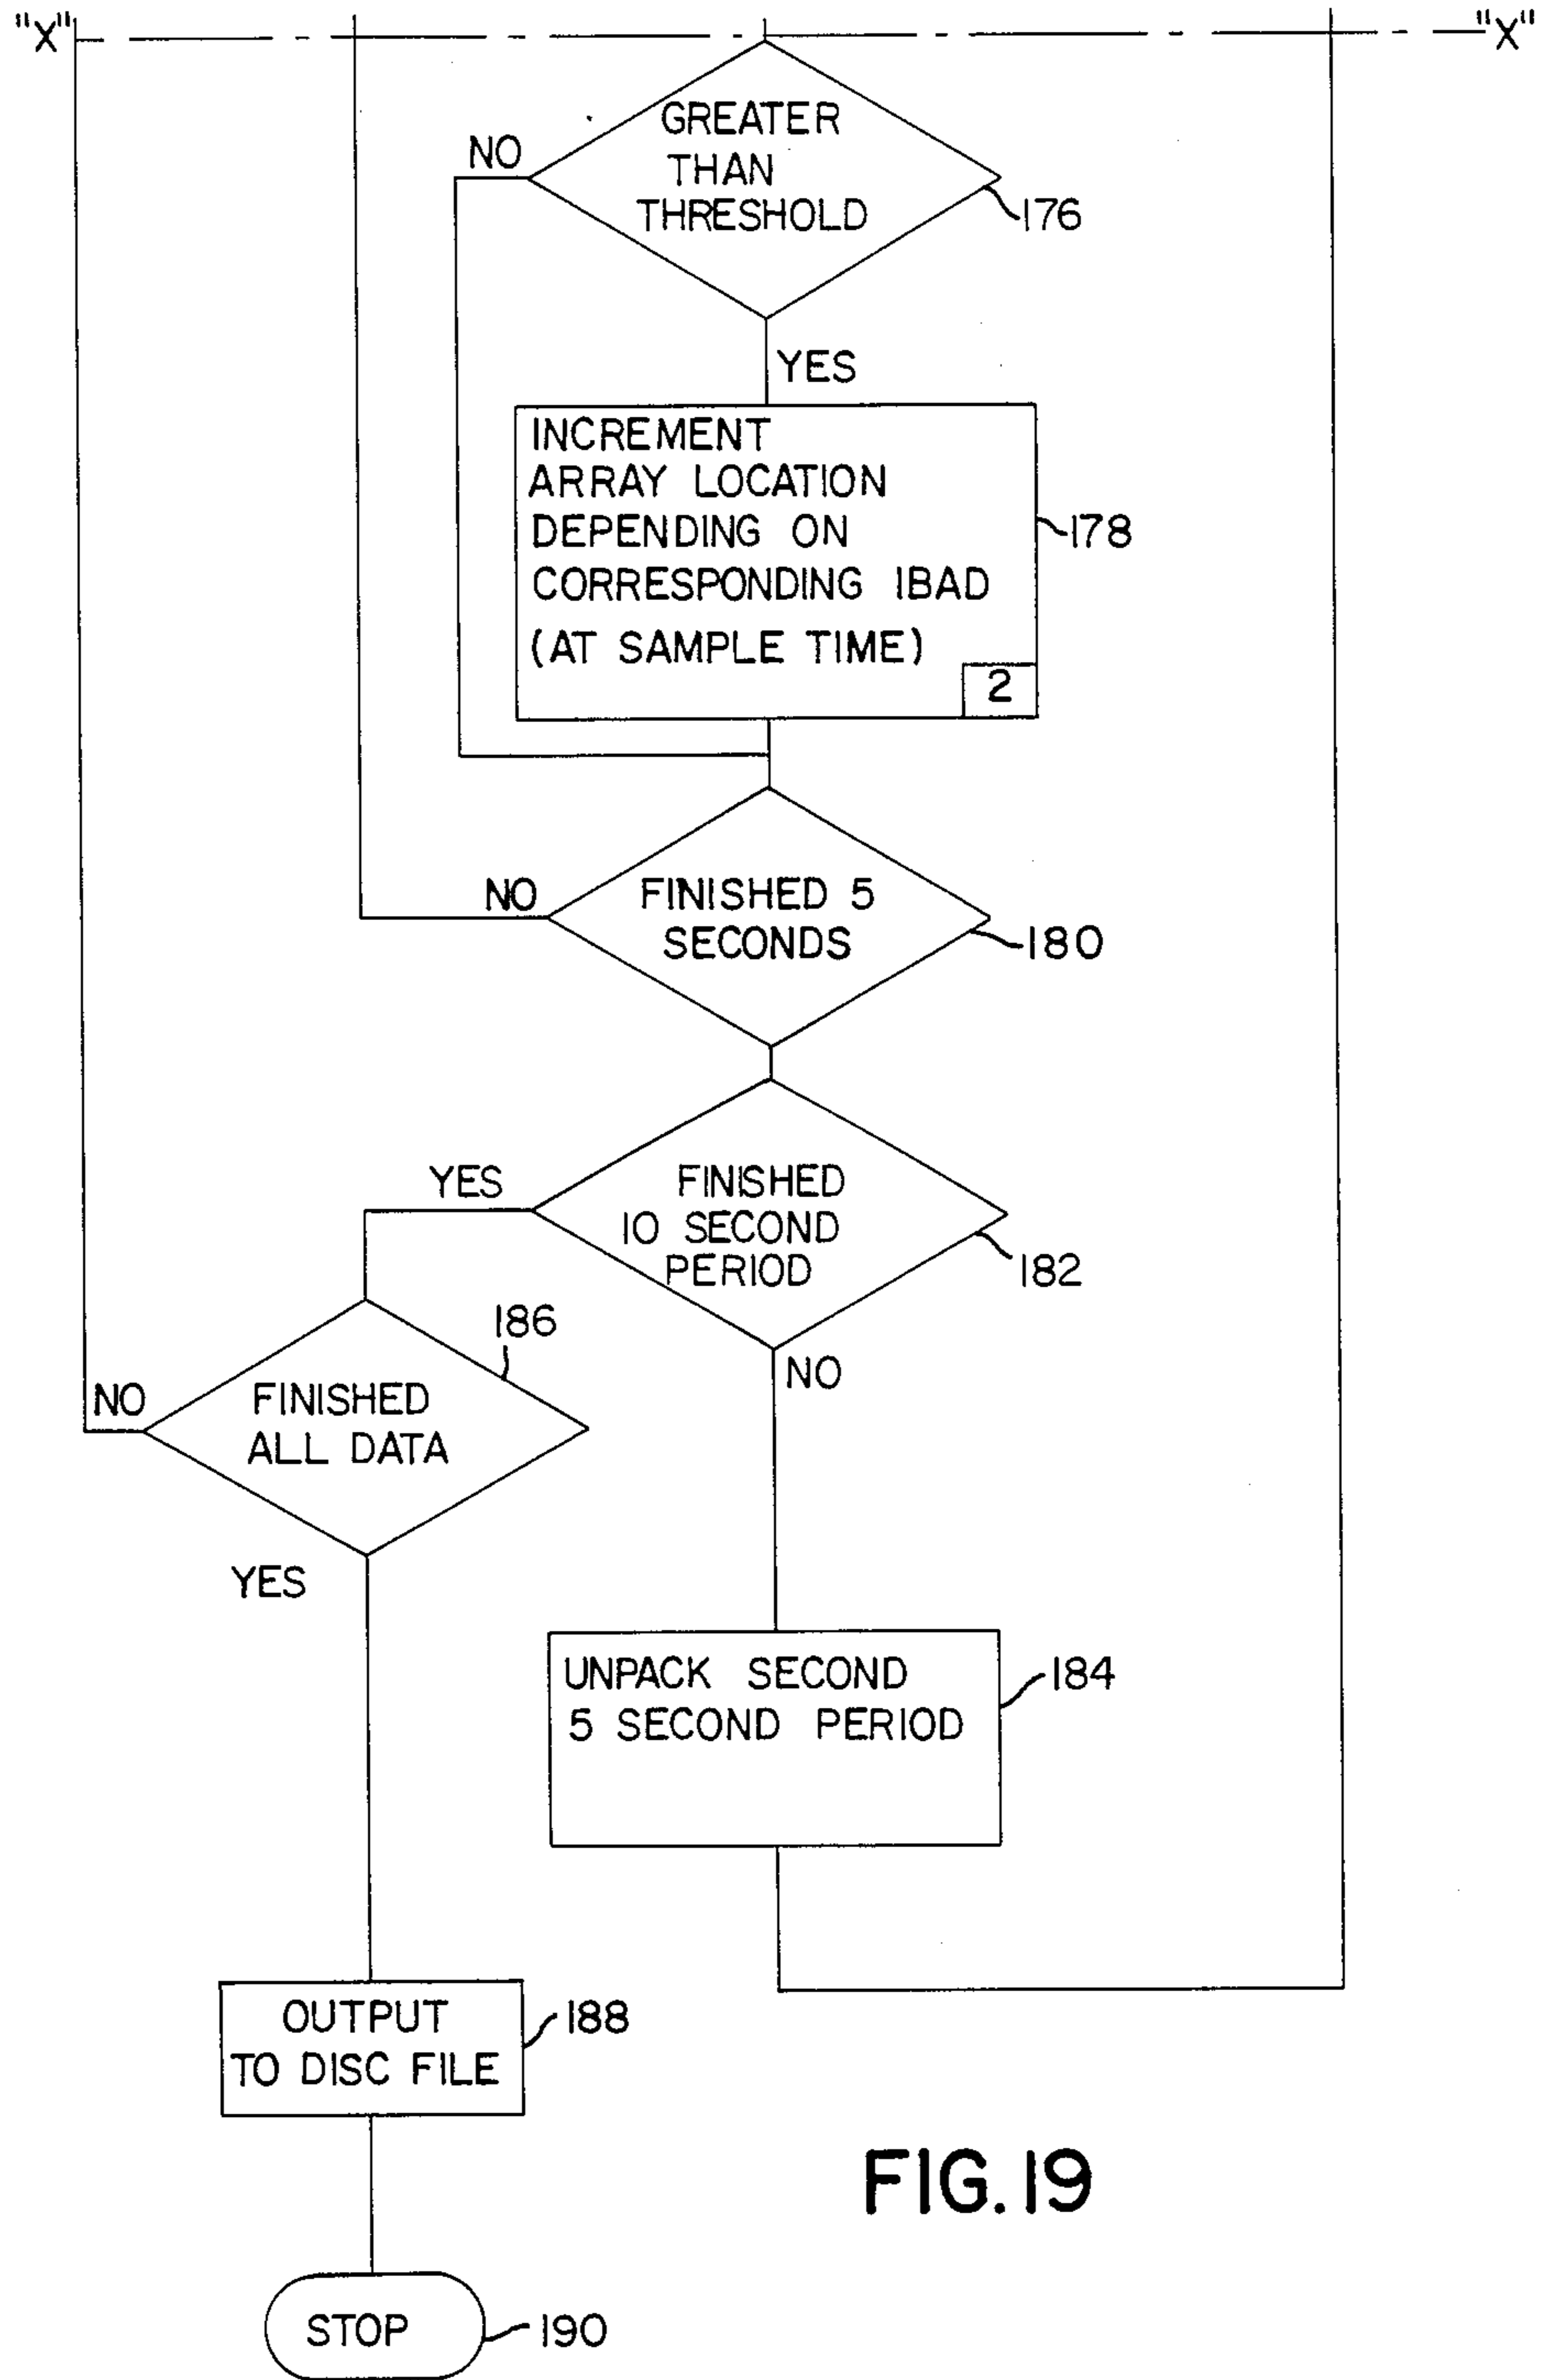 "X"
"X"
GREATER
THAN
THRESHOLD
NO
176
YES
INCREMENT
ARRAY LOCATION
DEPENDING ON
CORRESPONDING IBAD
(AT SAMPLE TIME)
2
178
NO
FINISHED 5
SECONDS
180
YES
FINISHED
10 SECOND
PERIOD
182
NO
186
NO
FINISHED
ALL DATA
YES
UNPACK SECOND
5 SECOND PERIOD
184
OUTPUT
TO DISC FILE
188
FIG. 19
STOP
190